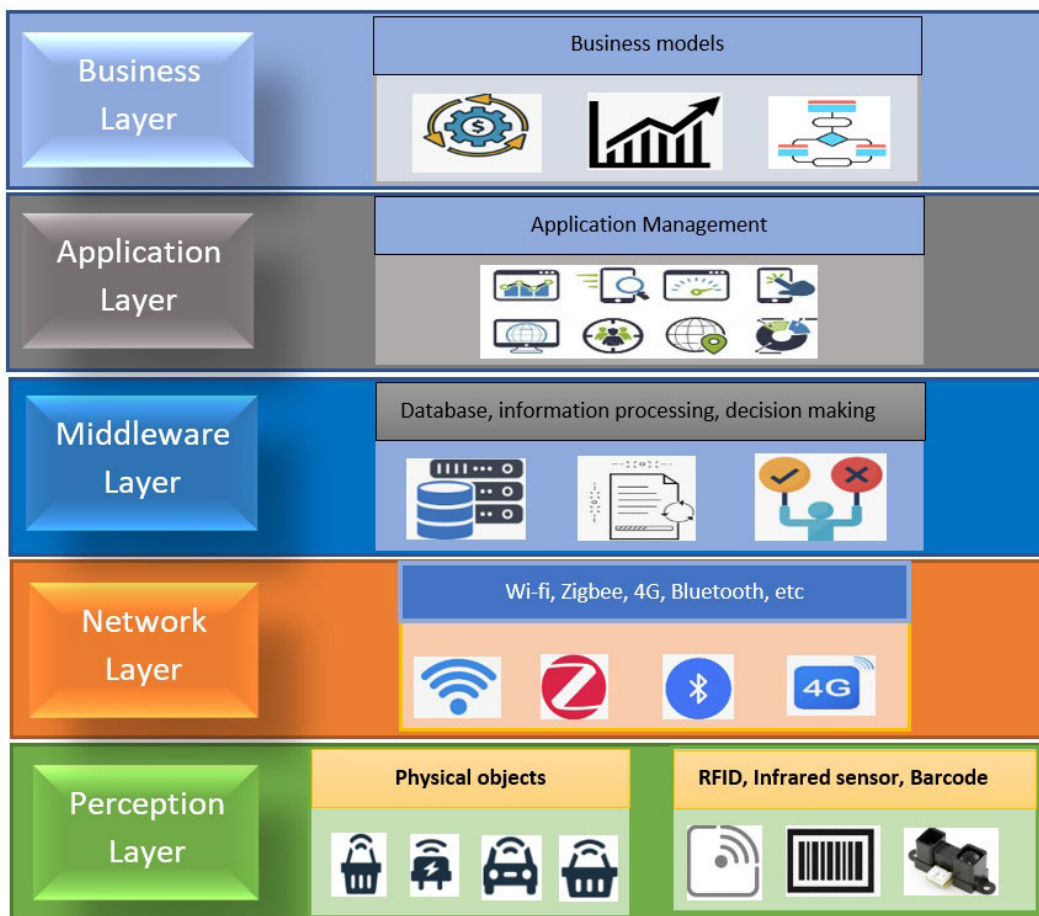 Business
Layer
Business models
$
Application
Layer
Application Management
Middleware
Layer
Database, information processing, decision making
Network
Layer
Wi-fi, Zigbee, 4G, Bluetooth, etc
Z
4G
Perception
Layer
Physical objects
RFID, Infrared sensor, Barcode